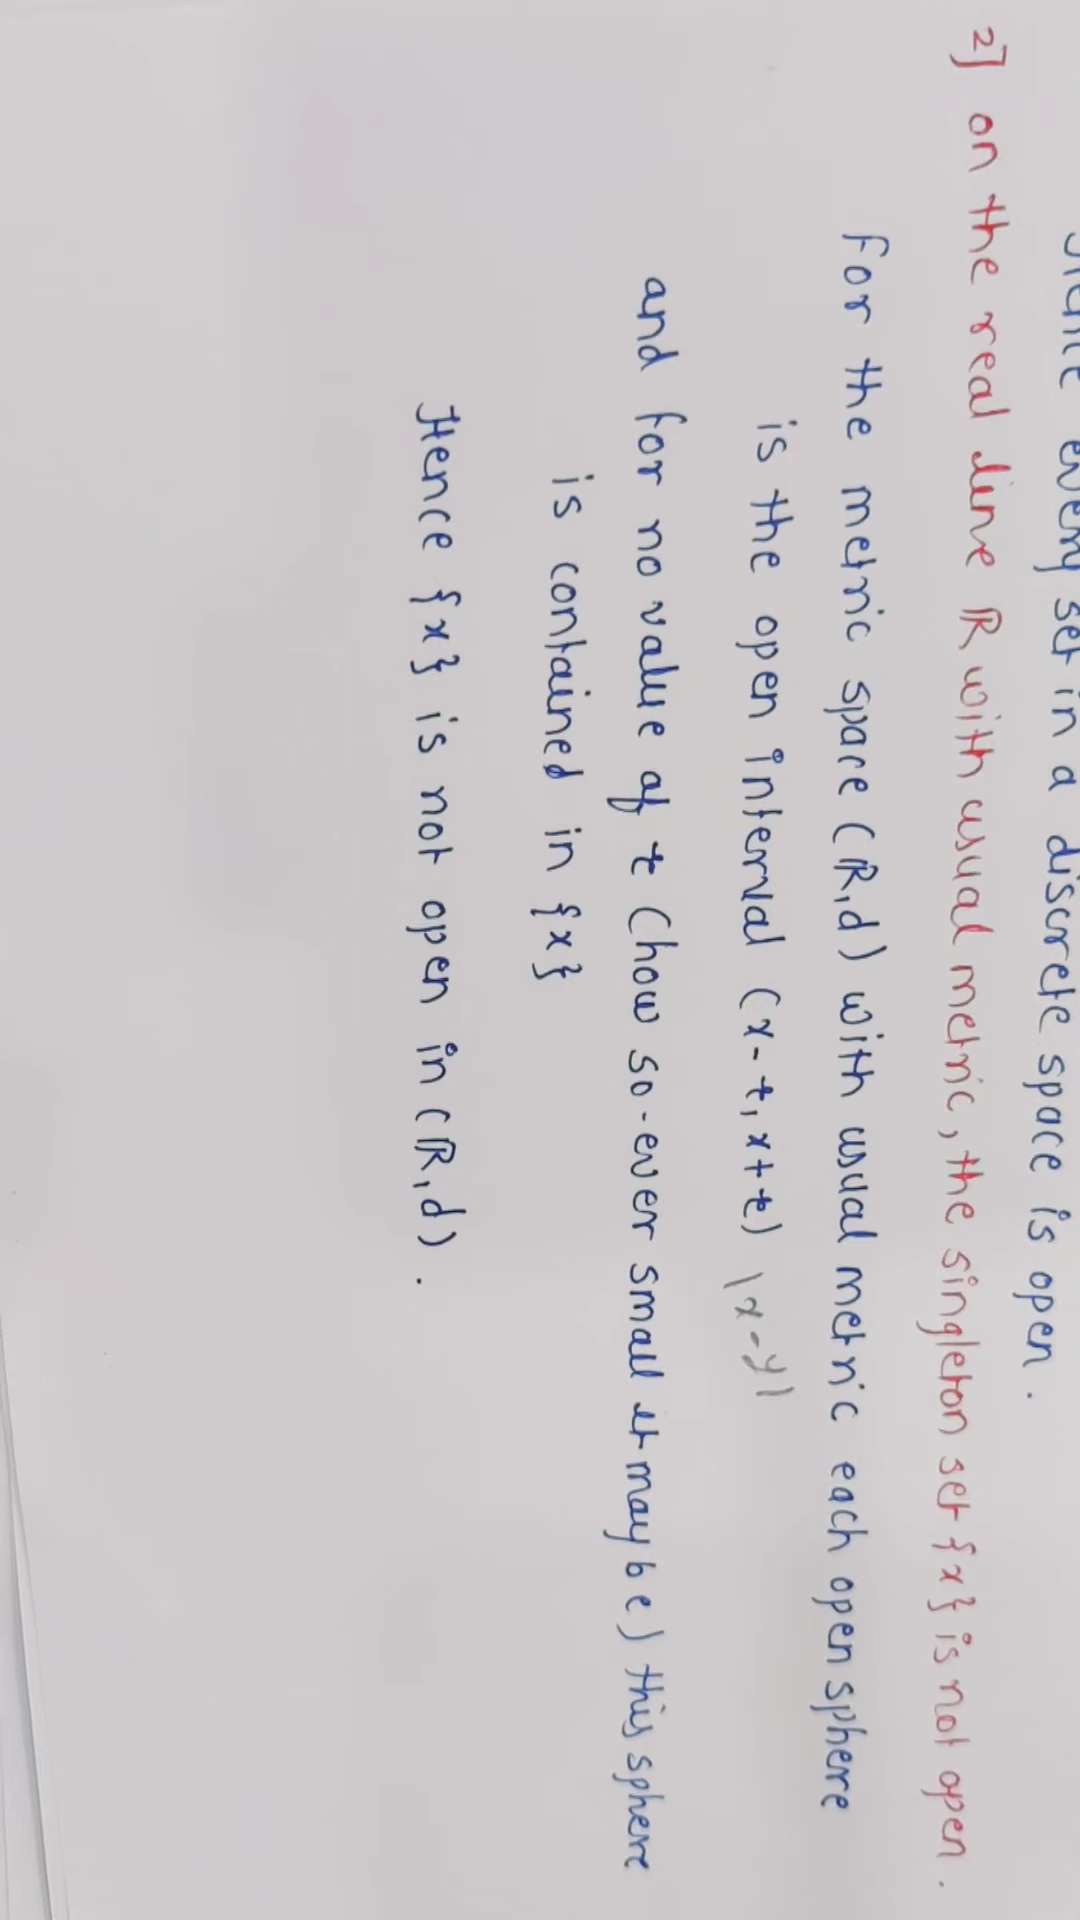 every set in a discrete space is open.
2] on the real line ℝ with usual metric, the singleton set {x} is not open.
For the metric space (ℝ,d) with usual metric each open sphere
is the open interval (x-t, x+t) |x-y|
and for no value of t (how so-ever small it may be) this sphere
is contained in {x}
Hence {x} is not open in (ℝ,d).